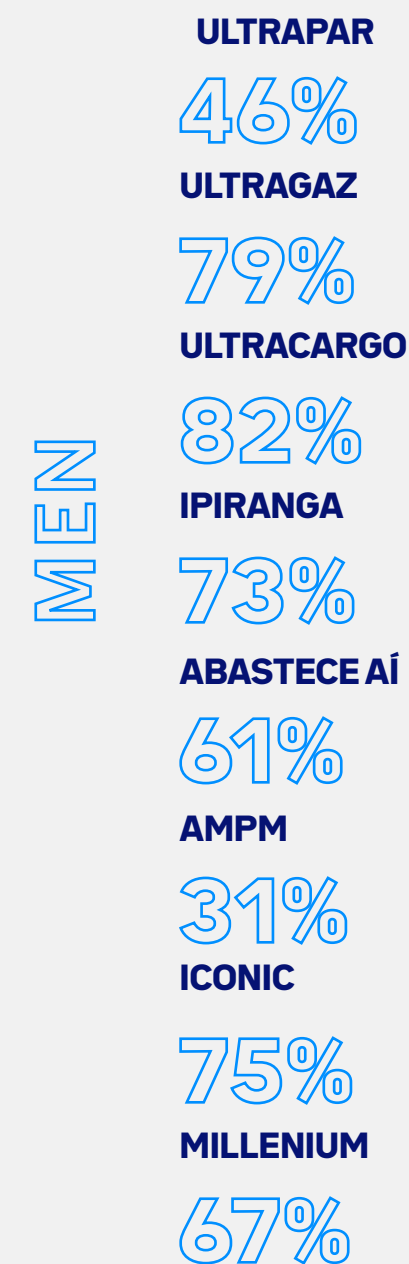 ULTRAPAR
46%
ULTRAGAZ
79%
ULTRACARGO
82%
MEN
IPIRANGA
73%
ABASTECE AÍ
61%
AMPM
31%
ICONIC
75%
MILLENIUM
67%